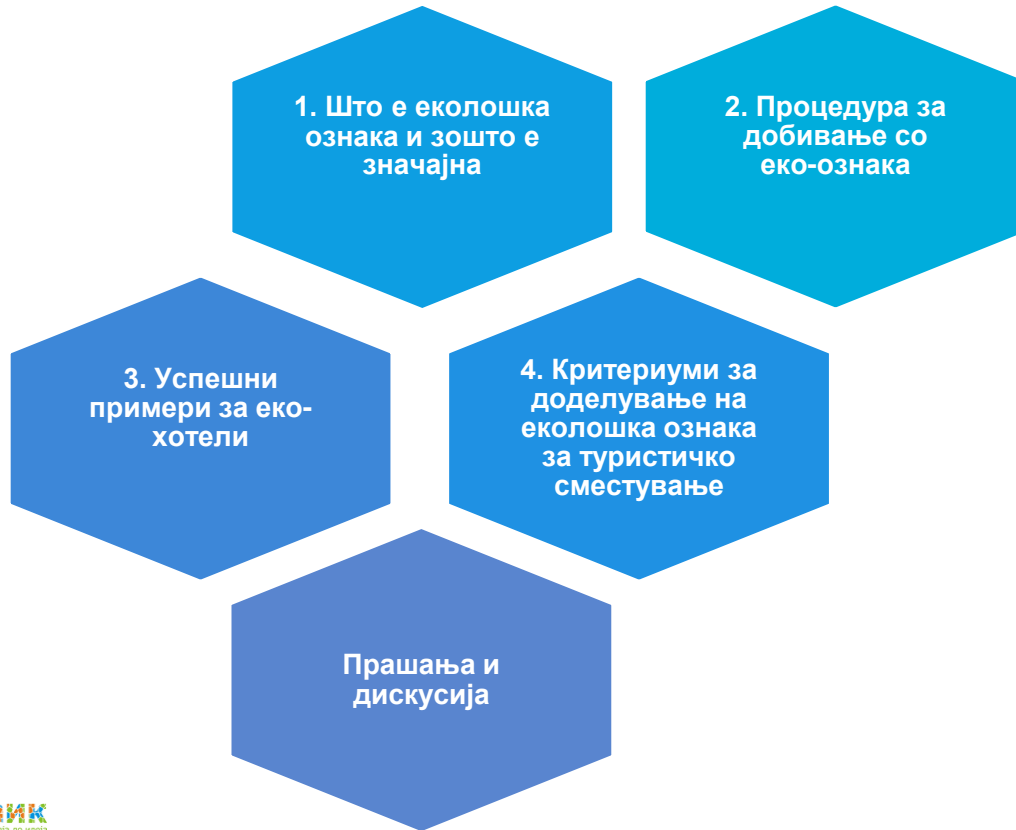 1. Што е еколошка
ознака и зошто е
значајна
2. Процедура за
добивање со
еко-ознака
3. Успешни
примери за еко-
хотели
4. Критериуми за
доделување на
еколошка ознака
за туристичко
сместување
Прашања и
дискусија